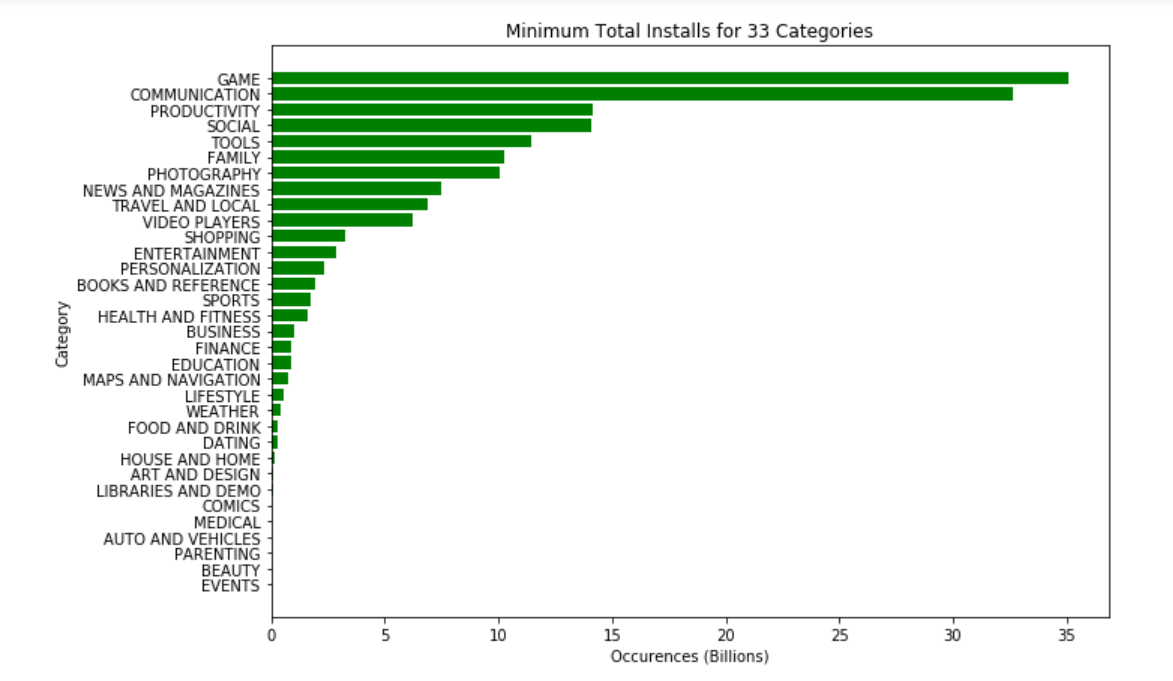 Minimum Total Installs for 33 Categories
GAME
COMMUNICATION
PRODUCTIVITY
SOCIAL
TOOLS
FAMILY
PHOTOGRAPHY
NEWS AND MAGAZINES
TRAVEL AND LOCAL
VIDEO PLAYERS
SHOPPING
ENTERTAINMENT
PERSONALIZATION
BOOKS AND REFERENCE
SPORTS
HEALTH AND FITNESS
BUSINESS
FINANCE
EDUCATION
MAPS AND NAVIGATION
LIFESTYLE
WEATHER
FOOD AND DRINK
DATING
HOUSE AND HOME
ART AND DESIGN
LIBRARIES AND DEMO
COMICS
MEDICAL
AUTO AND VEHICLES
PARENTING
BEAUTY
EVENTS
Category
0 5 10 15 20 25 30 35
Occurences (Billions)